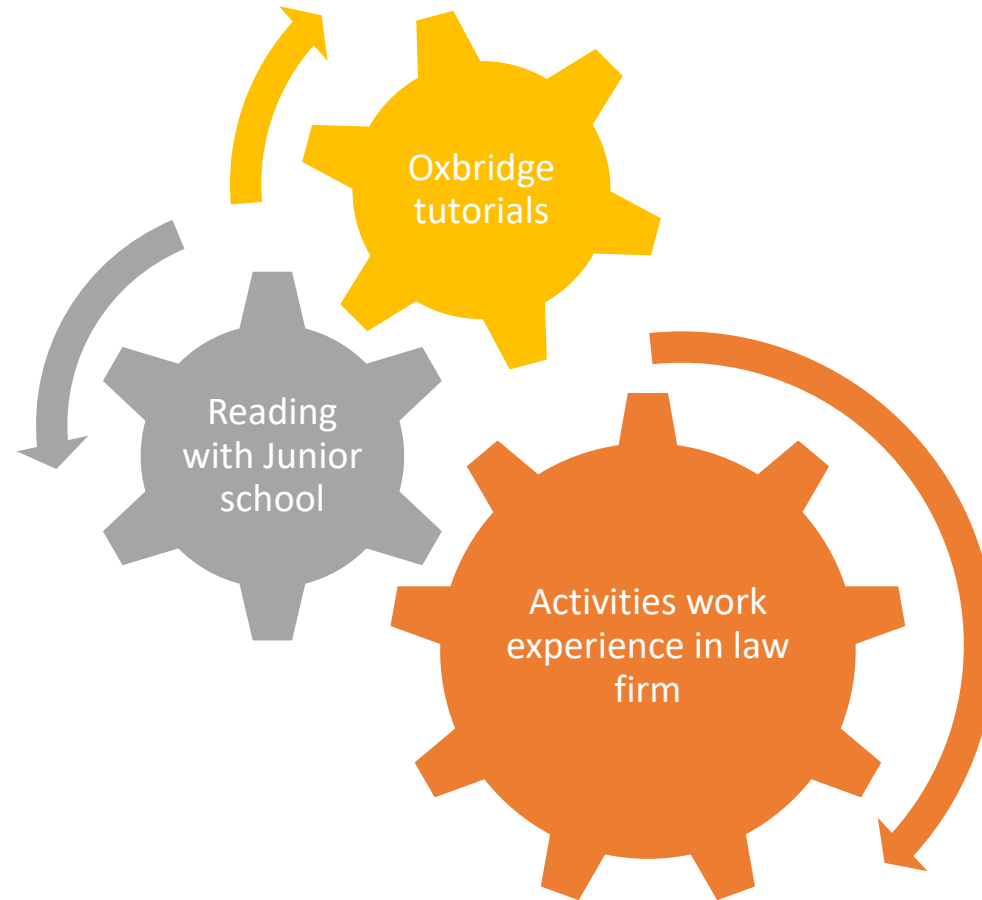 Oxbridge
tutorials
Reading
with Junior
school
Activities work
experience in law
firm